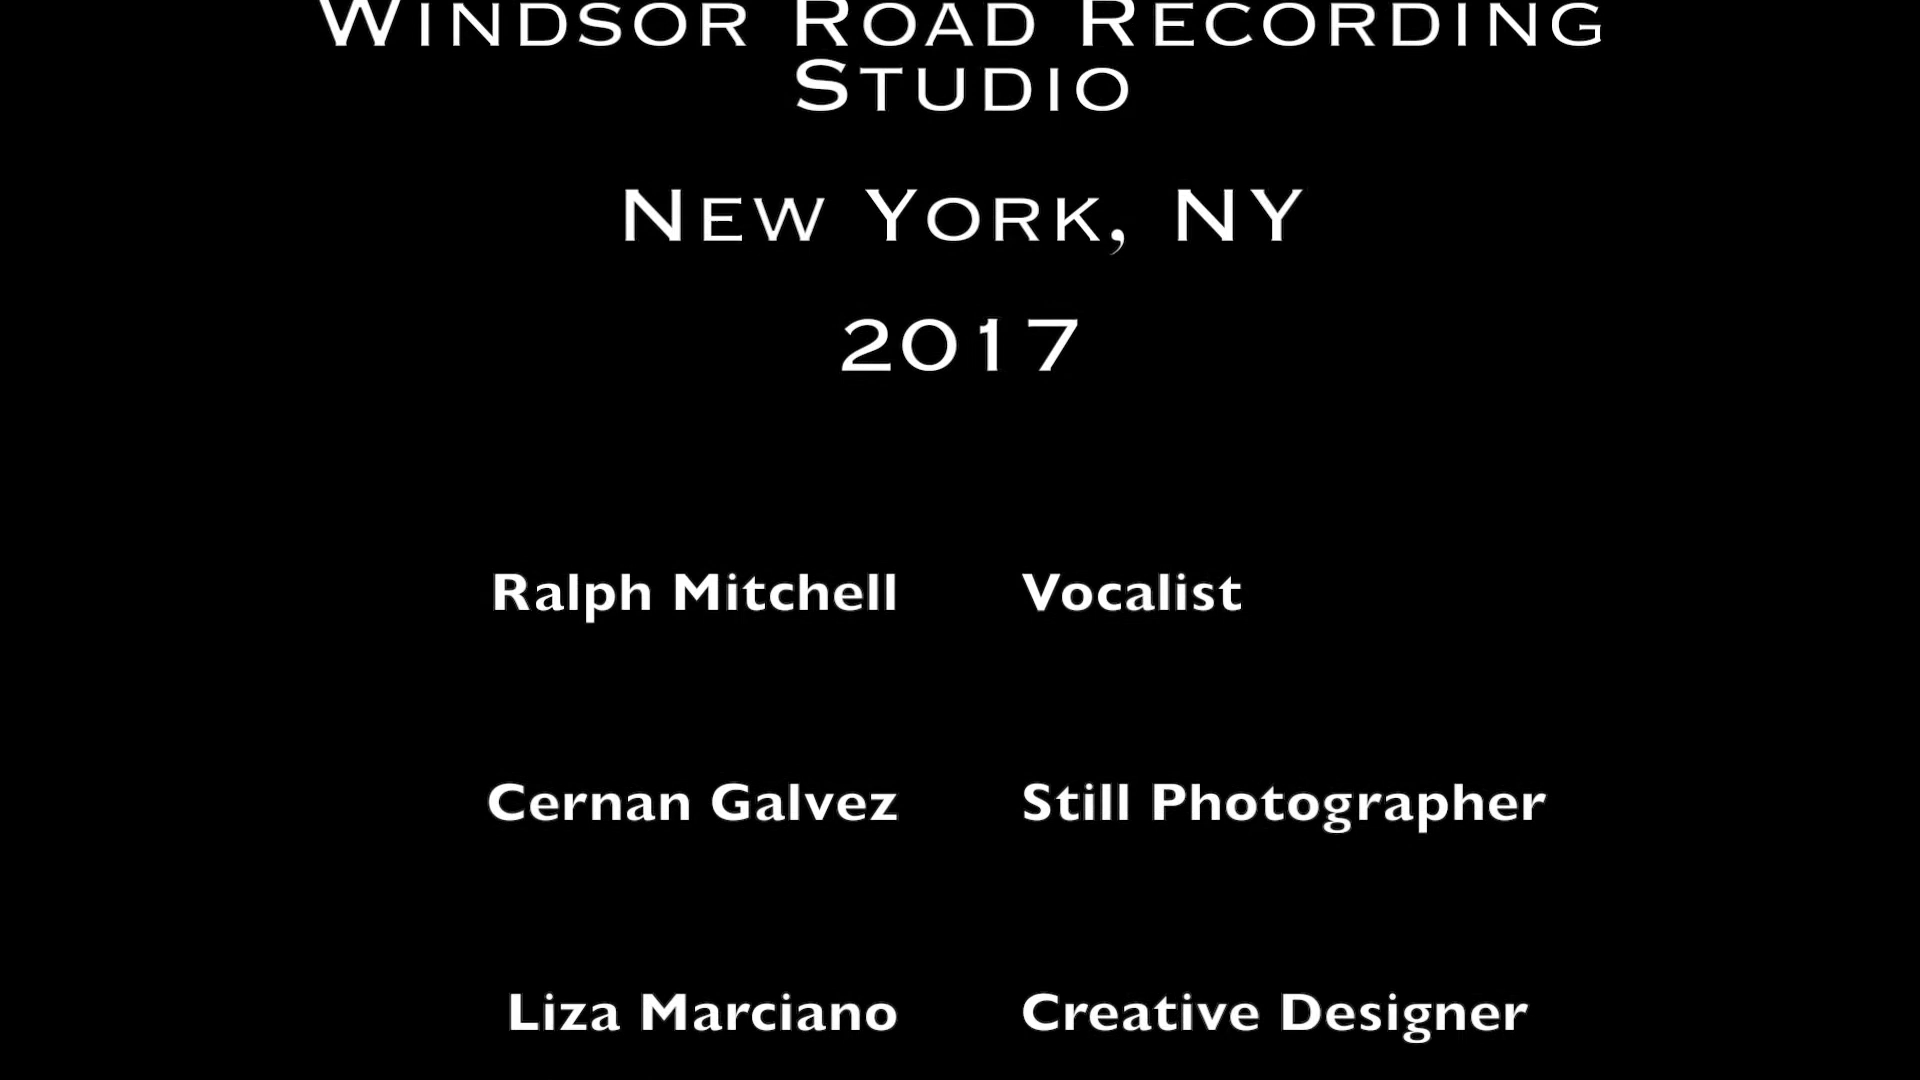 Windsor Road Recording
Studio
New York, NY
2017
Ralph Mitchell Vocalist
Cernan Galvez Still Photographer
Liza Marciano Creative Designer